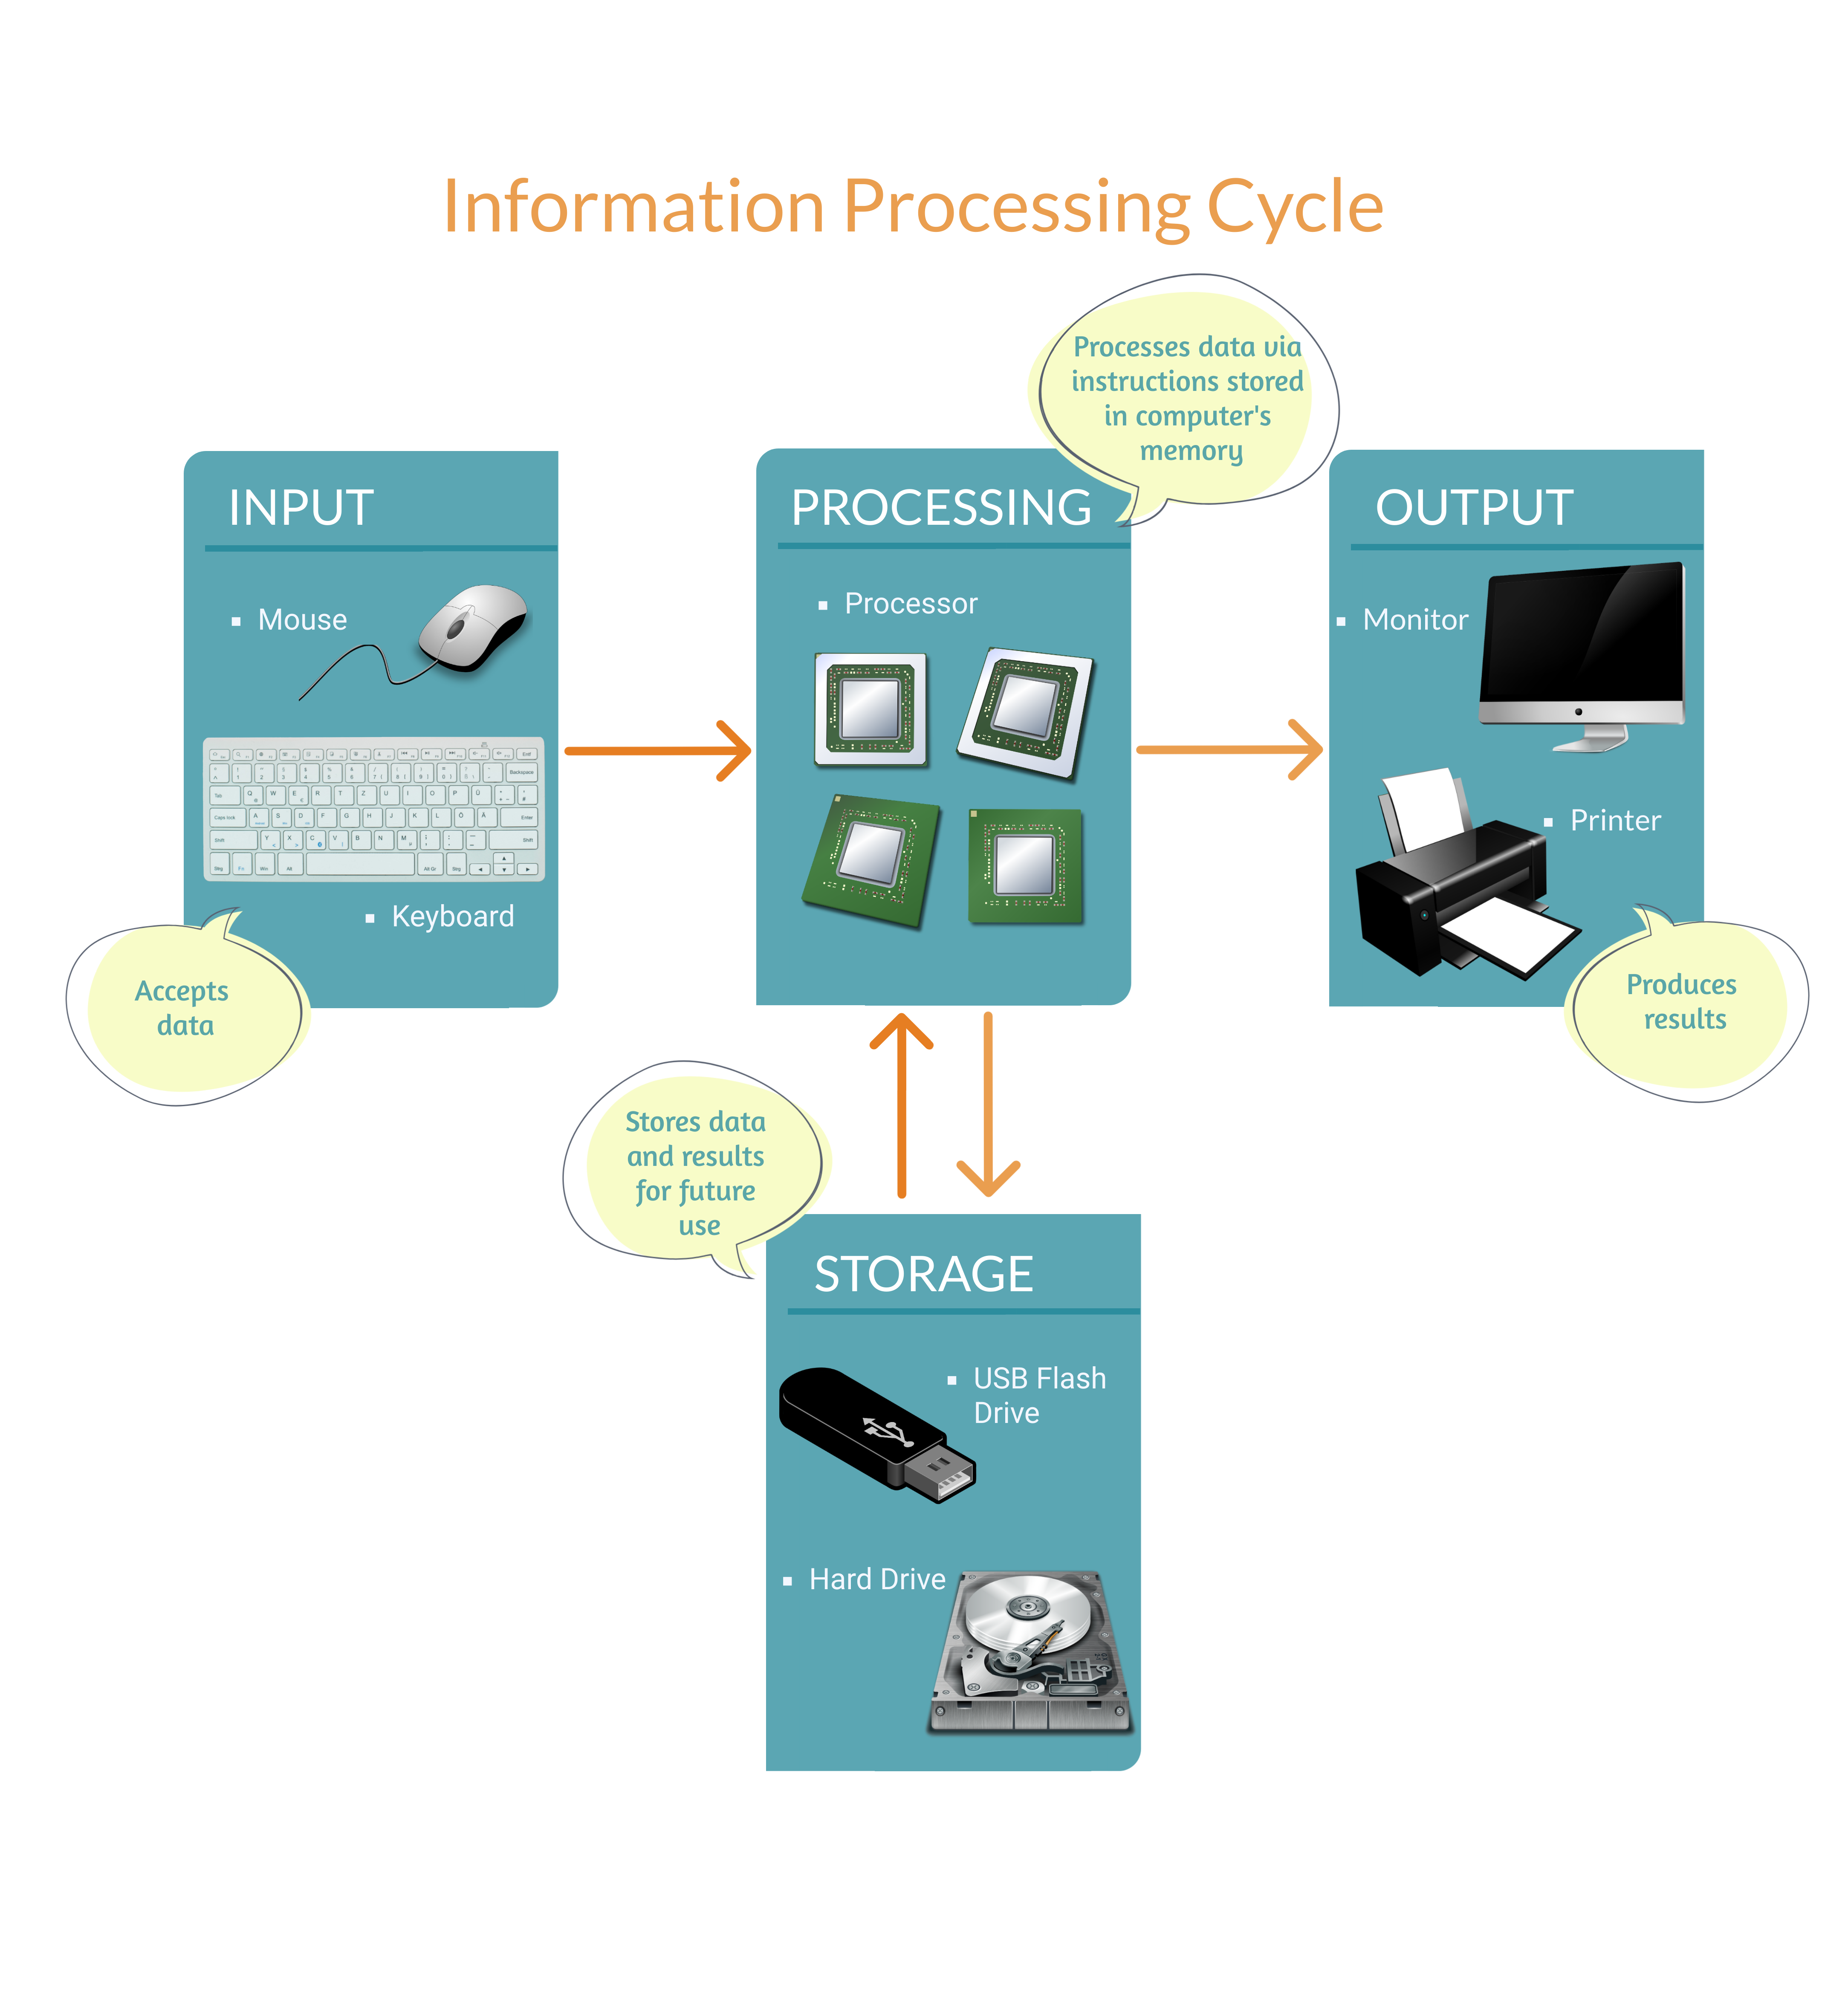 Information Processing Cycle
Processes data via
instructions stored
in computer's
memory
INPUT
Mouse
Keyboard
Accepts
data
PROCESSING
Processor
OUTPUT
Monitor
Printer
Produces
results
Stores data
and results
for future
use
STORAGE
USB Flash
Drive
Hard Drive